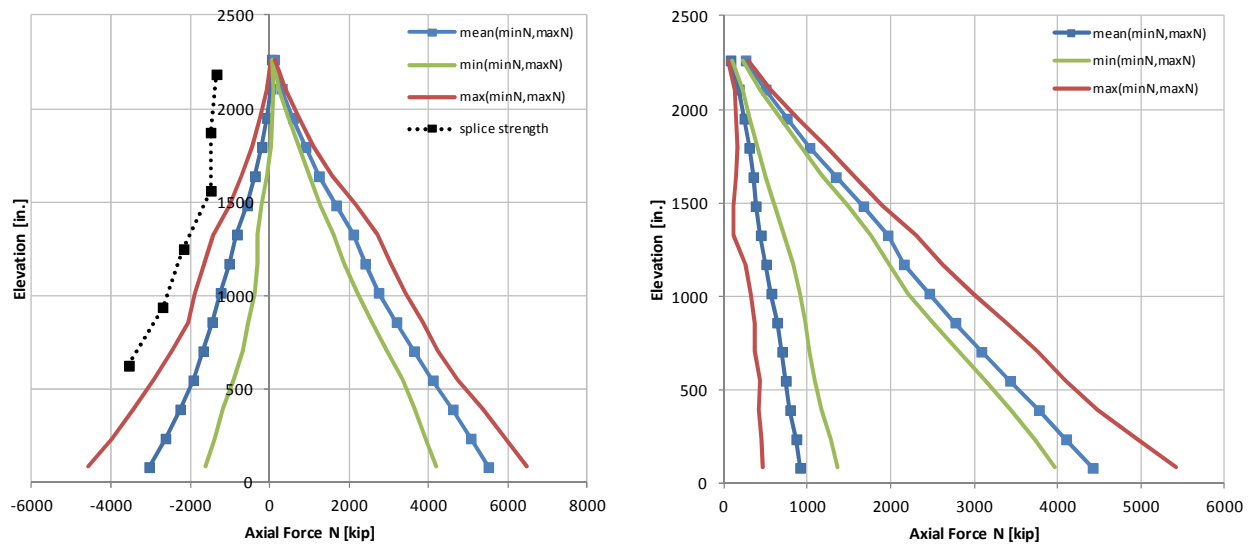 2500
2000
1500
1000
500
0
-6000
-4000
-2000
0
2000
4000
6000
8000
Elevation [in.]
Axial Force N [kip]
mean(minN,maxN)
min(minN,maxN)
max(minN,maxN)
splice strength
2500
2000
1500
1000
500
0
0
1000
2000
3000
4000
5000
6000
Elevation [in.]
Axial Force N [kip]
mean(minN,maxN)
min(minN,maxN)
max(minN,maxN)